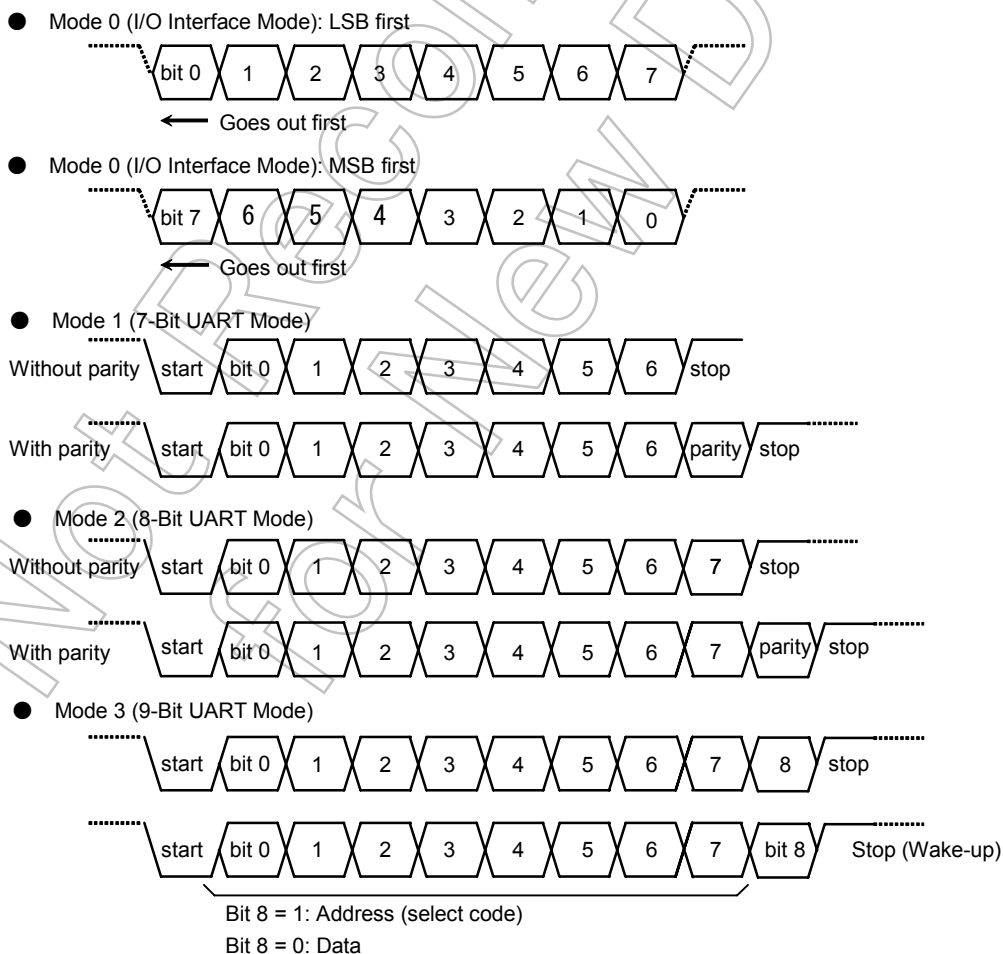 ● Mode 0 (I/O Interface Mode): LSB first
bit 0 1 2 3 4 5 6 7
← Goes out first
● Mode 0 (I/O Interface Mode): MSB first
bit 7 6 5 4 3 2 1 0
← Goes out first
● Mode 1 (7-Bit UART Mode)
Without parity start bit 0 1 2 3 4 5 6 stop
With parity start bit 0 1 2 3 4 5 6 parity stop
● Mode 2 (8-Bit UART Mode)
Without parity start bit 0 1 2 3 4 5 6 7 stop
With parity start bit 0 1 2 3 4 5 6 7 parity stop
● Mode 3 (9-Bit UART Mode)
start bit 0 1 2 3 4 5 6 7 8 stop
start bit 0 1 2 3 4 5 6 7 bit 8 Stop (Wake-up)
Bit 8 = 1: Address (select code)
Bit 8 = 0: Data
Not Recom
for New D